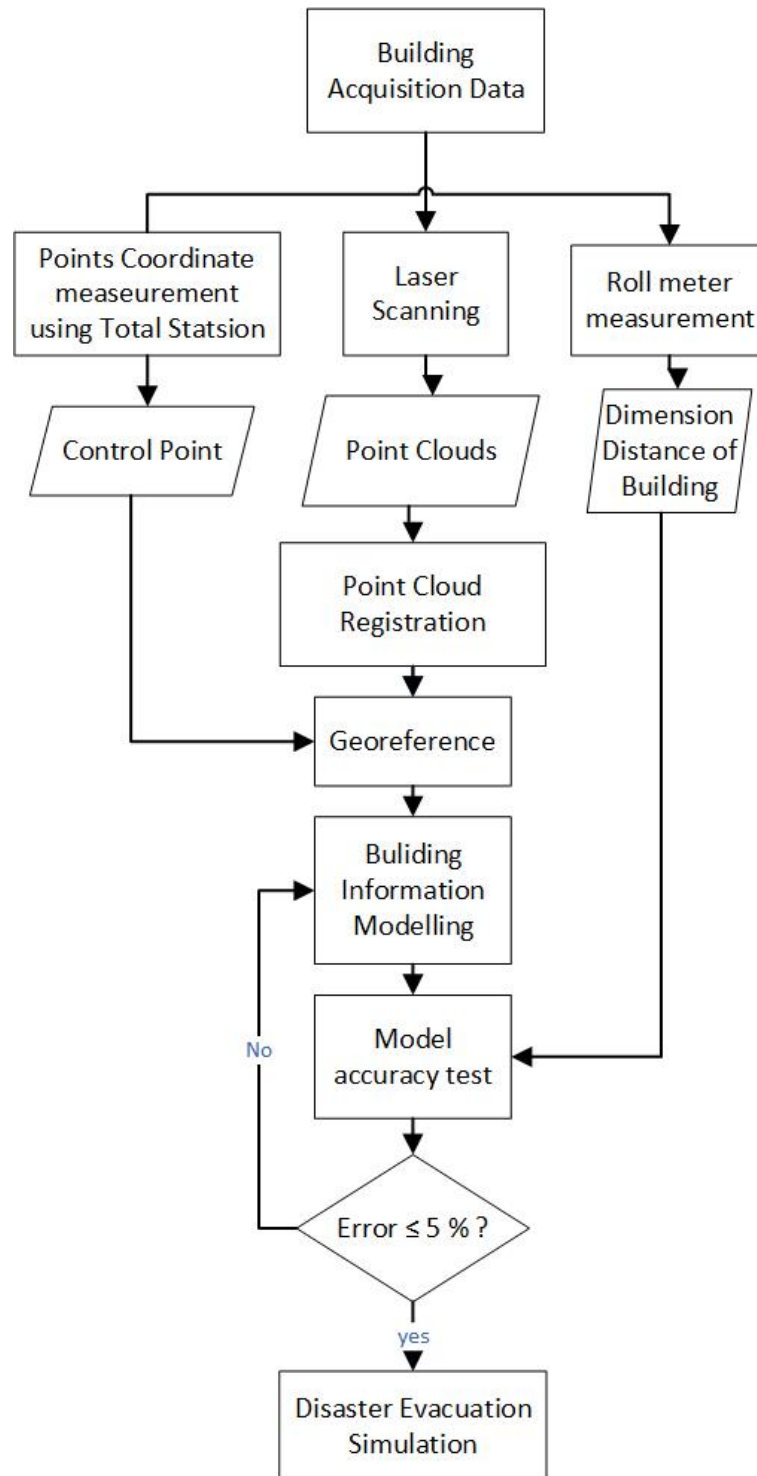 Building
Acquisition Data
Points Coordinate
measeurement
using Total Statsion
Laser
Scanning
Roll meter
measurement
Control Point
Point Clouds
Dimension
Distance of
Building
Point Cloud
Registration
Georeference
Buliding
Information
Modelling
Model
accuracy test
No
Error ≤ 5 % ?
yes
Disaster Evacuation
Simulation